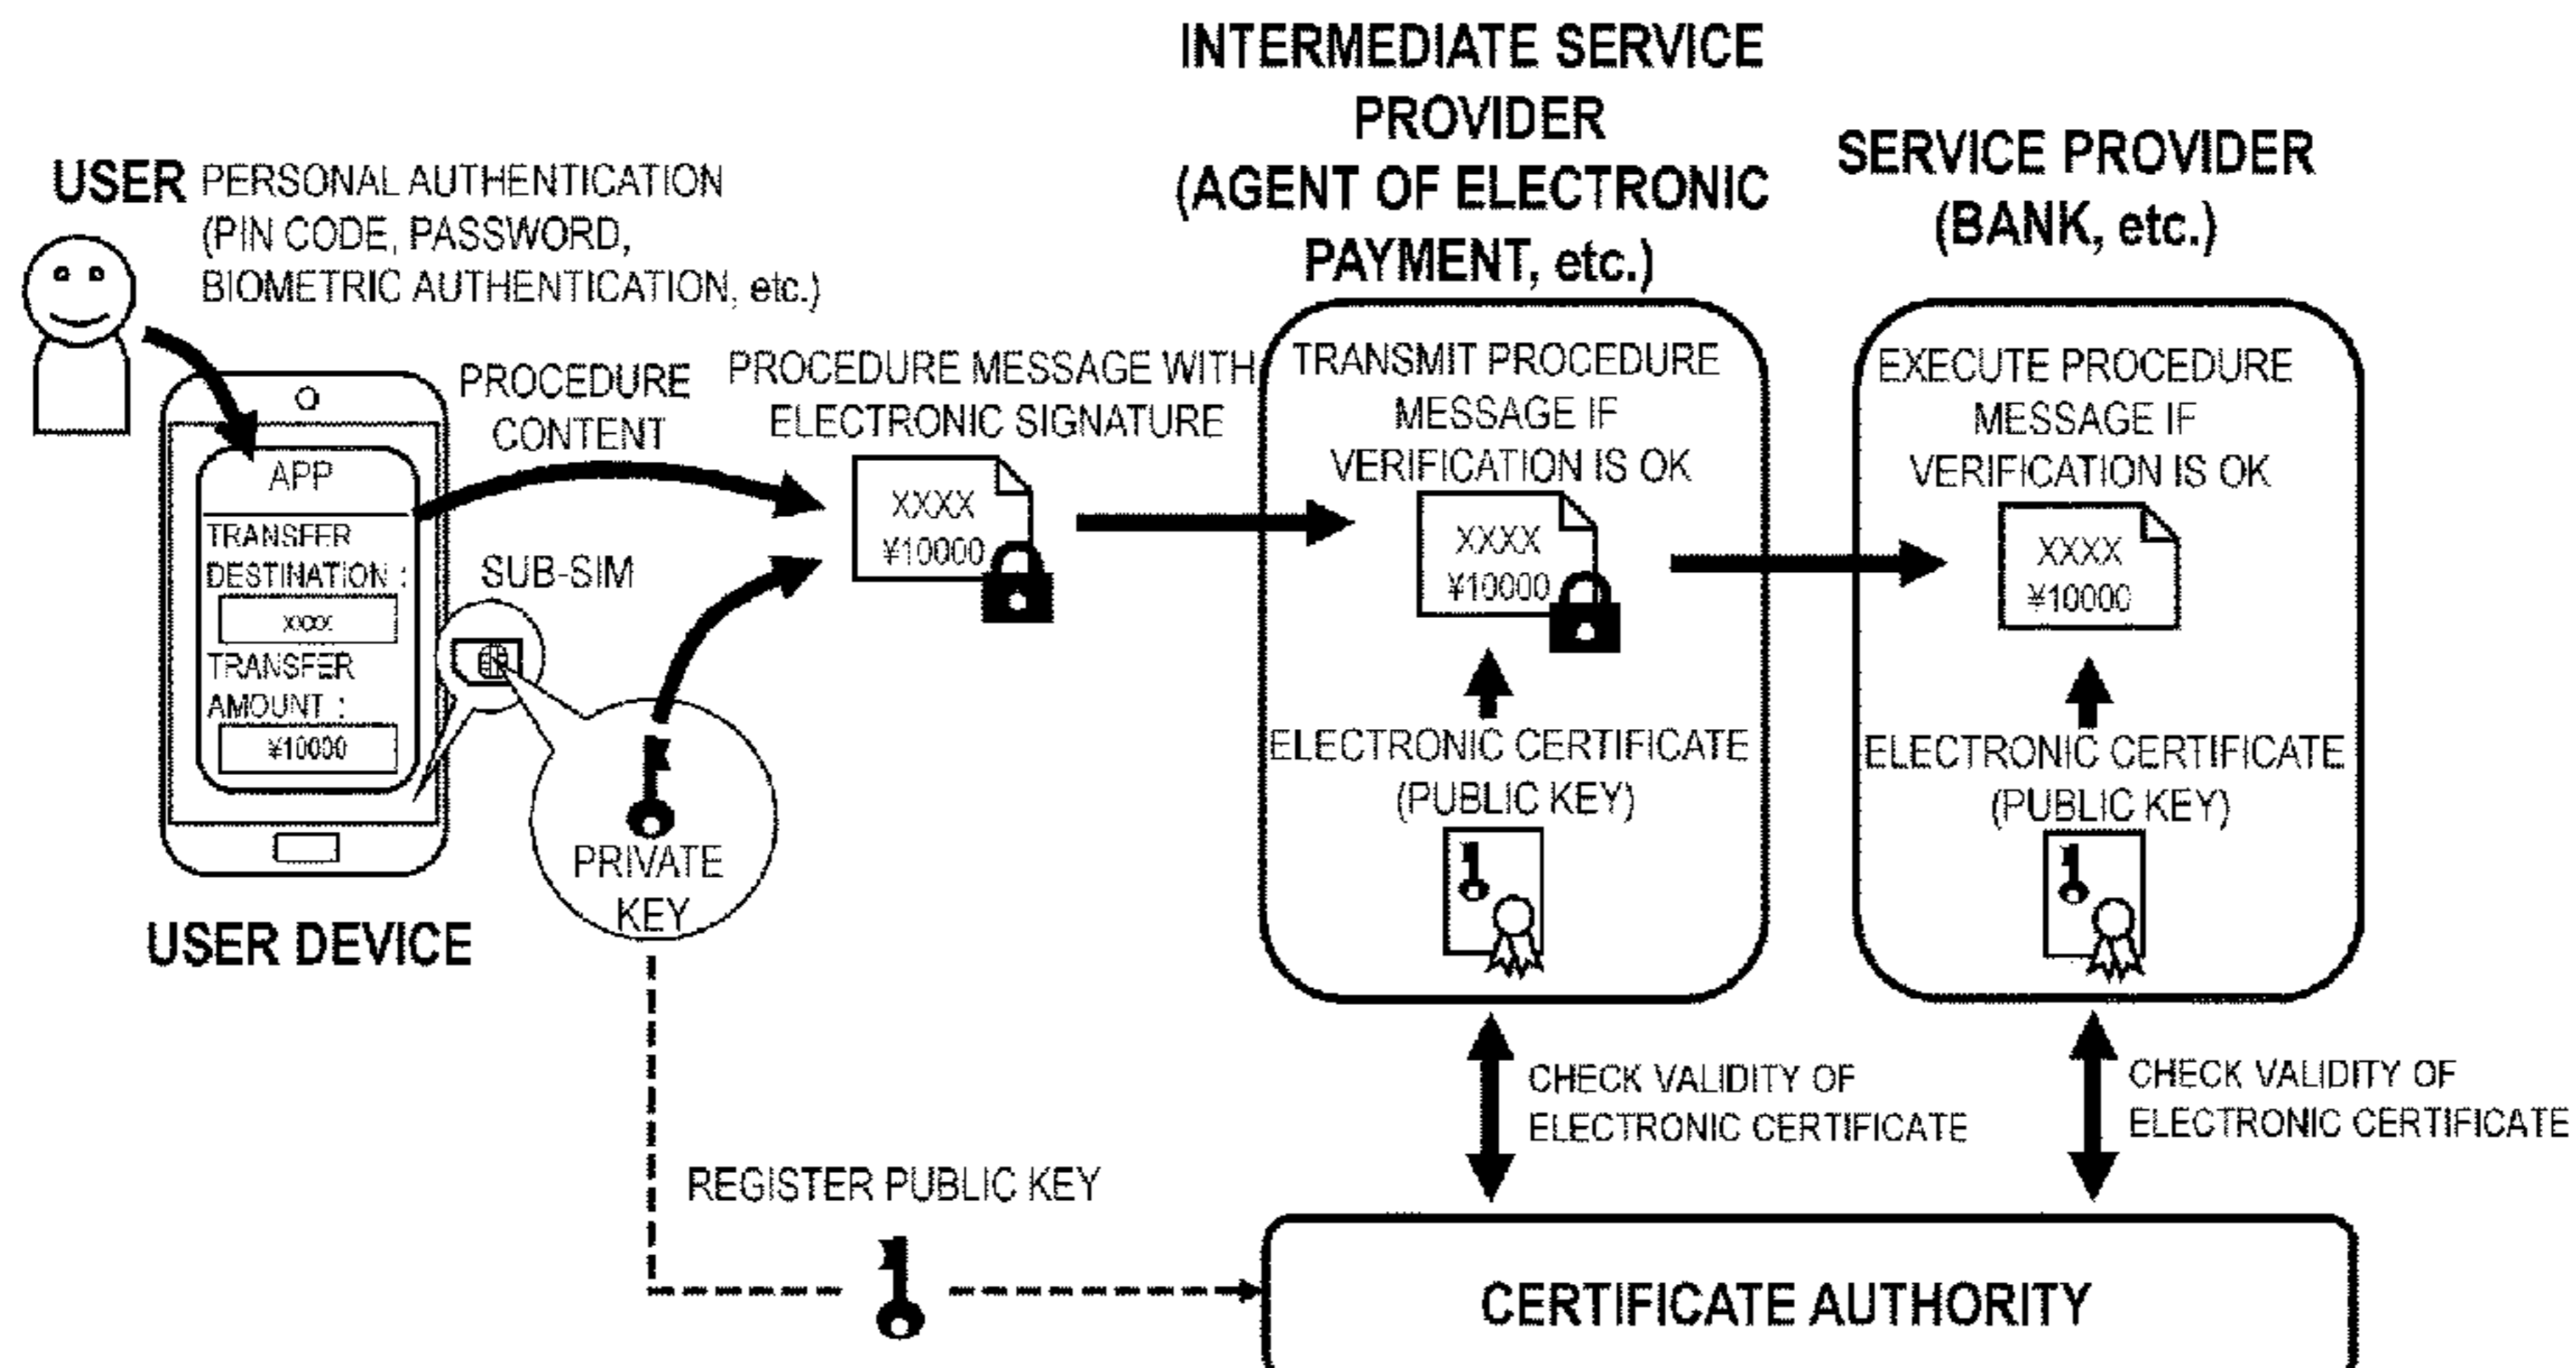 INTERMEDIATE SERVICE
PROVIDER
(AGENT OF ELECTRONIC
PAYMENT, etc.)
SERVICE PROVIDER
(BANK, etc.)
USER
PERSONAL AUTHENTICATION
(PIN CODE, PASSWORD,
BIOMETRIC AUTHENTICATION, etc.)
APP
TRANSFER
DESTINATION :
xxxx
TRANSFER
AMOUNT :
¥10000
USER DEVICE
PROCEDURE
CONTENT
SUB-SIM
PRIVATE
KEY
PROCEDURE MESSAGE WITH
ELECTRONIC SIGNATURE
XXXX
¥10000
TRANSMIT PROCEDURE
MESSAGE IF
VERIFICATION IS OK
XXXX
¥10000
ELECTRONIC CERTIFICATE
(PUBLIC KEY)
EXECUTE PROCEDURE
MESSAGE IF
VERIFICATION IS OK
XXXX
¥10000
ELECTRONIC CERTIFICATE
(PUBLIC KEY)
CHECK VALIDITY OF
ELECTRONIC CERTIFICATE
CHECK VALIDITY OF
ELECTRONIC CERTIFICATE
REGISTER PUBLIC KEY
CERTIFICATE AUTHORITY